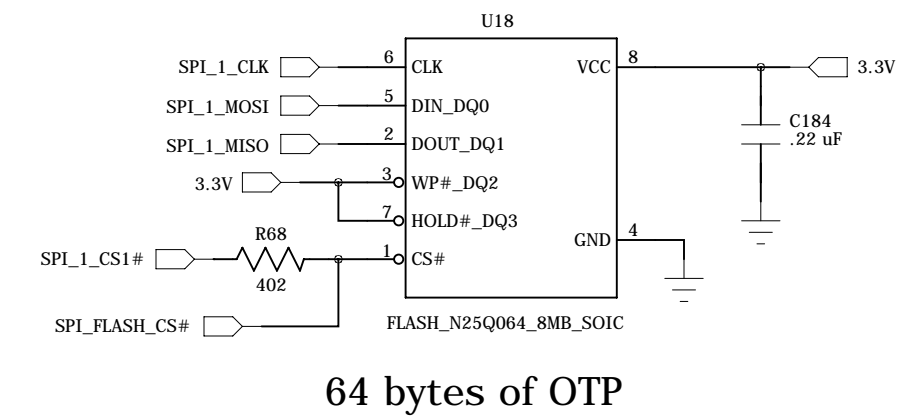 U18
SPI_1_CLK 6 CLK VCC 8 3.3V
SPI_1_MOSI 5 DIN_DQ0
C184
.22 uF
SPI_1_MISO 2 DOUT_DQ1
3.3V 3 WP#_DQ2
7 HOLD#_DQ3
R68
GND 4
SPI_1_CS1# 1 CS#
402
SPI_FLASH_CS#
FLASH_N25Q064_8MB_SOIC
64 bytes of OTP